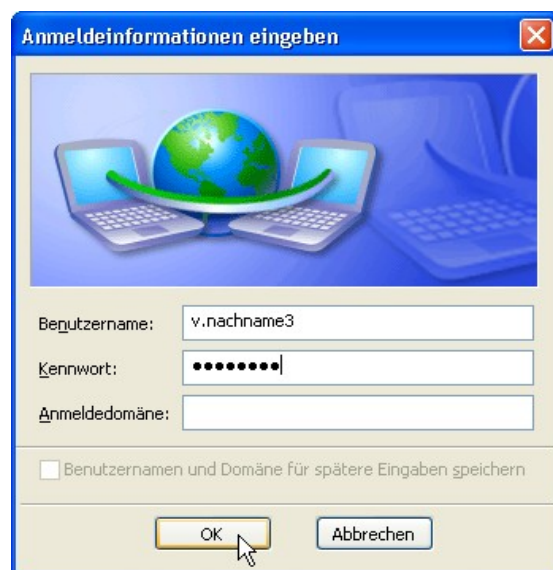 Anmeldeinformationen eingeben
Benutzername: v.nachname3
Kennwort: ●●●●●●●●
Anmeldedomäne:
Benutzernamen und Domäne für spätere Eingaben speichern
OK Abbrechen